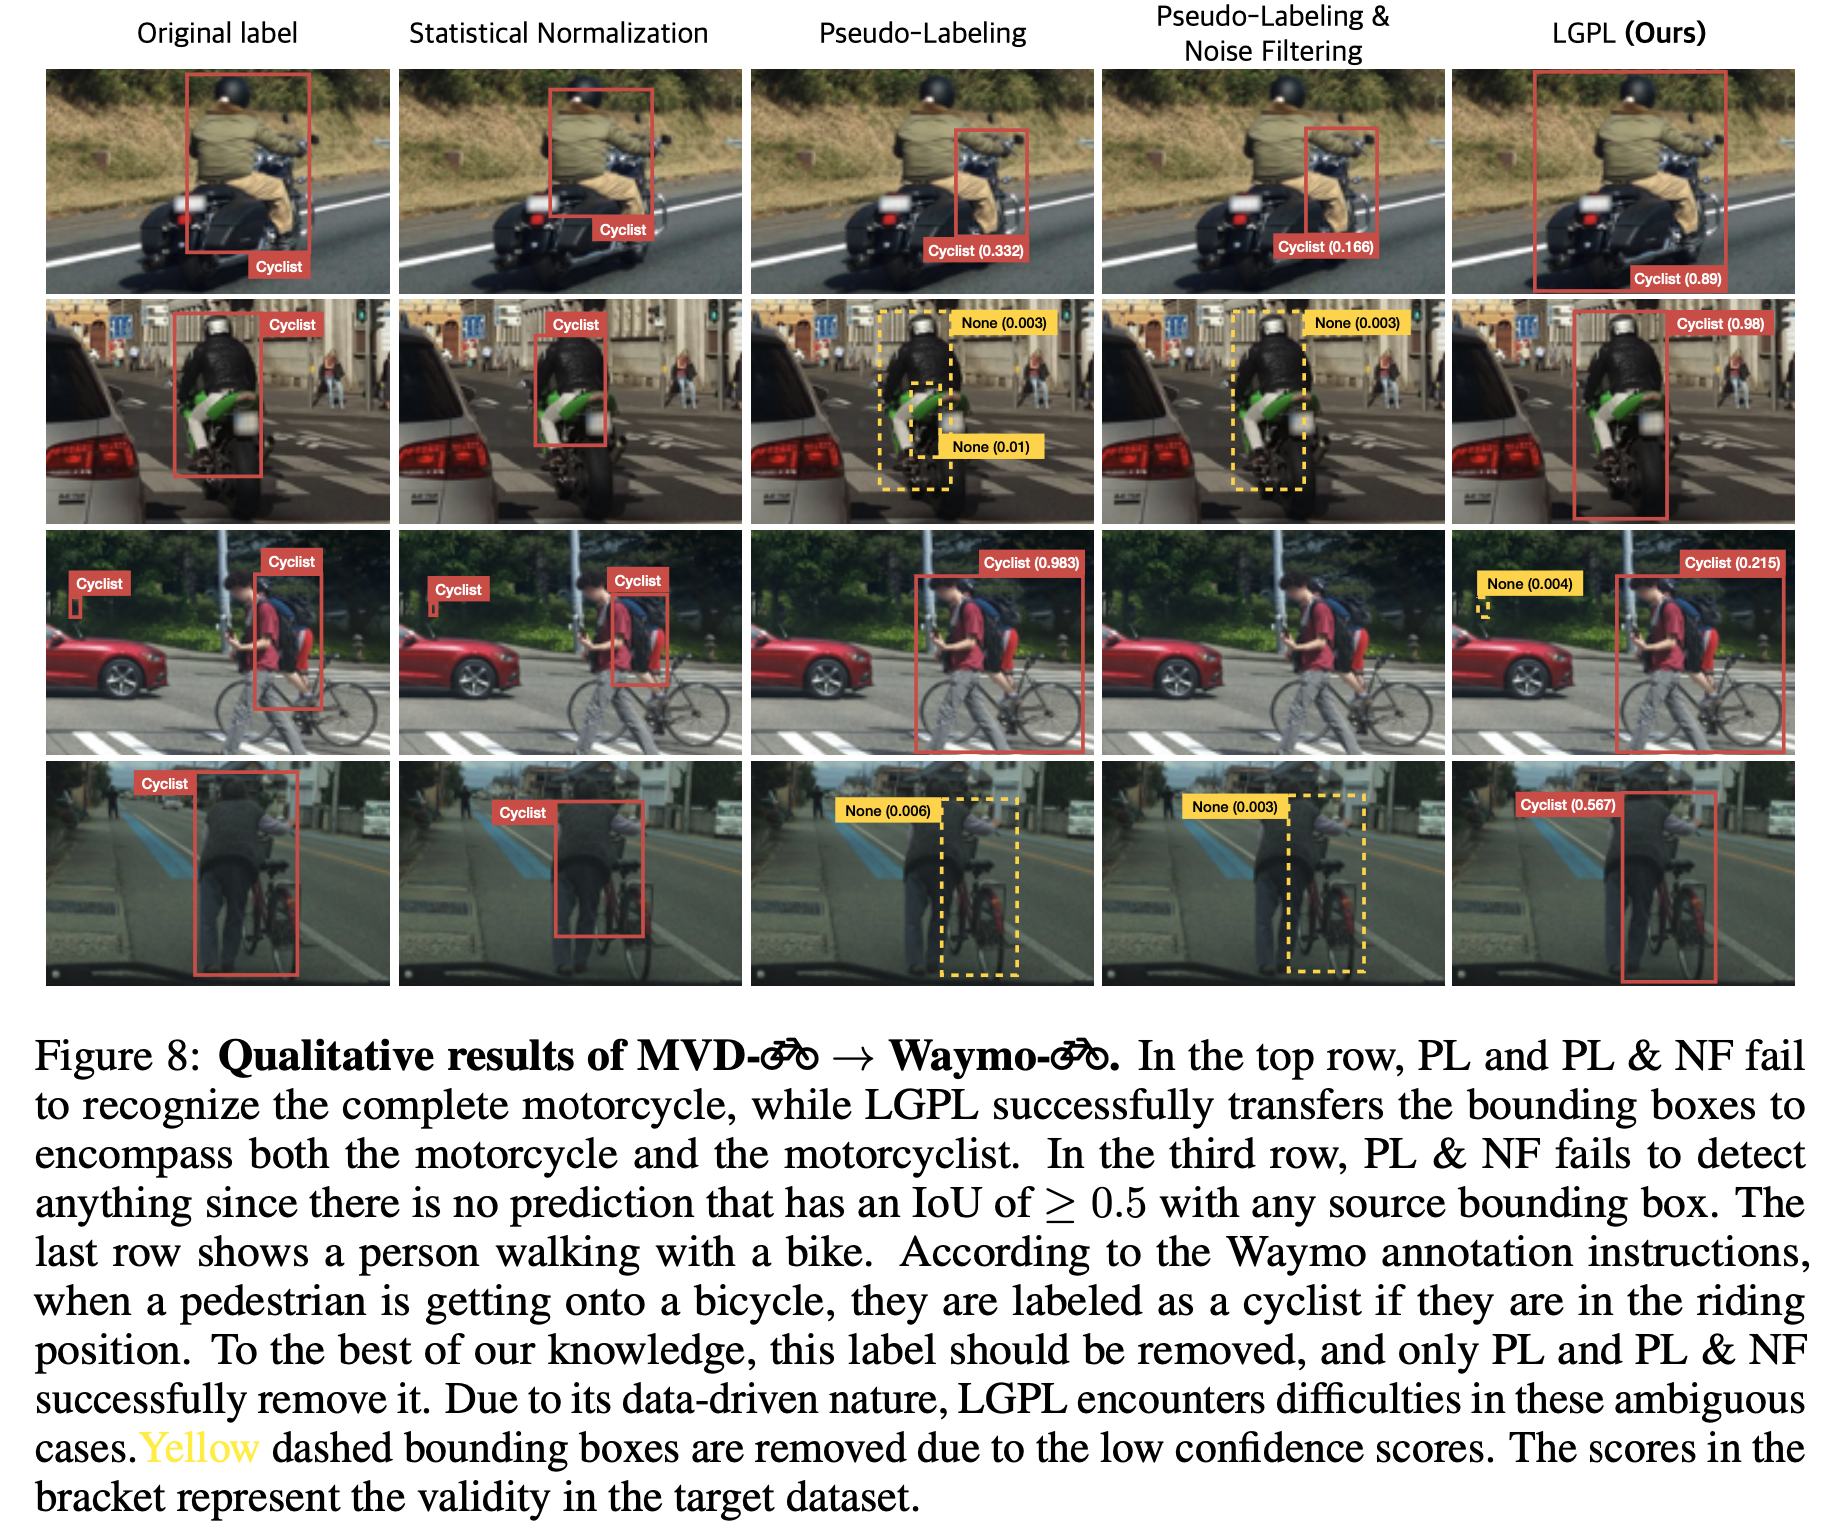 Original label
Statistical Normalization
Pseudo-Labeling
Pseudo-Labeling &
Noise Filtering
LGPL (Ours)
Cyclist
Cyclist
Cyclist (0.332)
Cyclist (0.166)
Cyclist (0.89)
Cyclist
Cyclist
None (0.003)
None (0.01)
None (0.003)
Cyclist (0.98)
Cyclist
Cyclist
Cyclist
Cyclist
Cyclist (0.983)
None (0.004)
Cyclist (0.215)
Cyclist
Cyclist
None (0.006)
None (0.003)
Cyclist (0.567)
Figure 8: Qualitative results of MVD-🚲 → Waymo-🚲. In the top row, PL and PL & NF fail
to recognize the complete motorcycle, while LGPL successfully transfers the bounding boxes to
encompass both the motorcycle and the motorcyclist. In the third row, PL & NF fails to detect
anything since there is no prediction that has an IoU of ≥ 0.5 with any source bounding box. The
last row shows a person walking with a bike. According to the Waymo annotation instructions,
when a pedestrian is getting onto a bicycle, they are labeled as a cyclist if they are in the riding
position. To the best of our knowledge, this label should be removed, and only PL and PL & NF
successfully remove it. Due to its data-driven nature, LGPL encounters difficulties in these ambiguous
cases. Yellow dashed bounding boxes are removed due to the low confidence scores. The scores in the
bracket represent the validity in the target dataset.